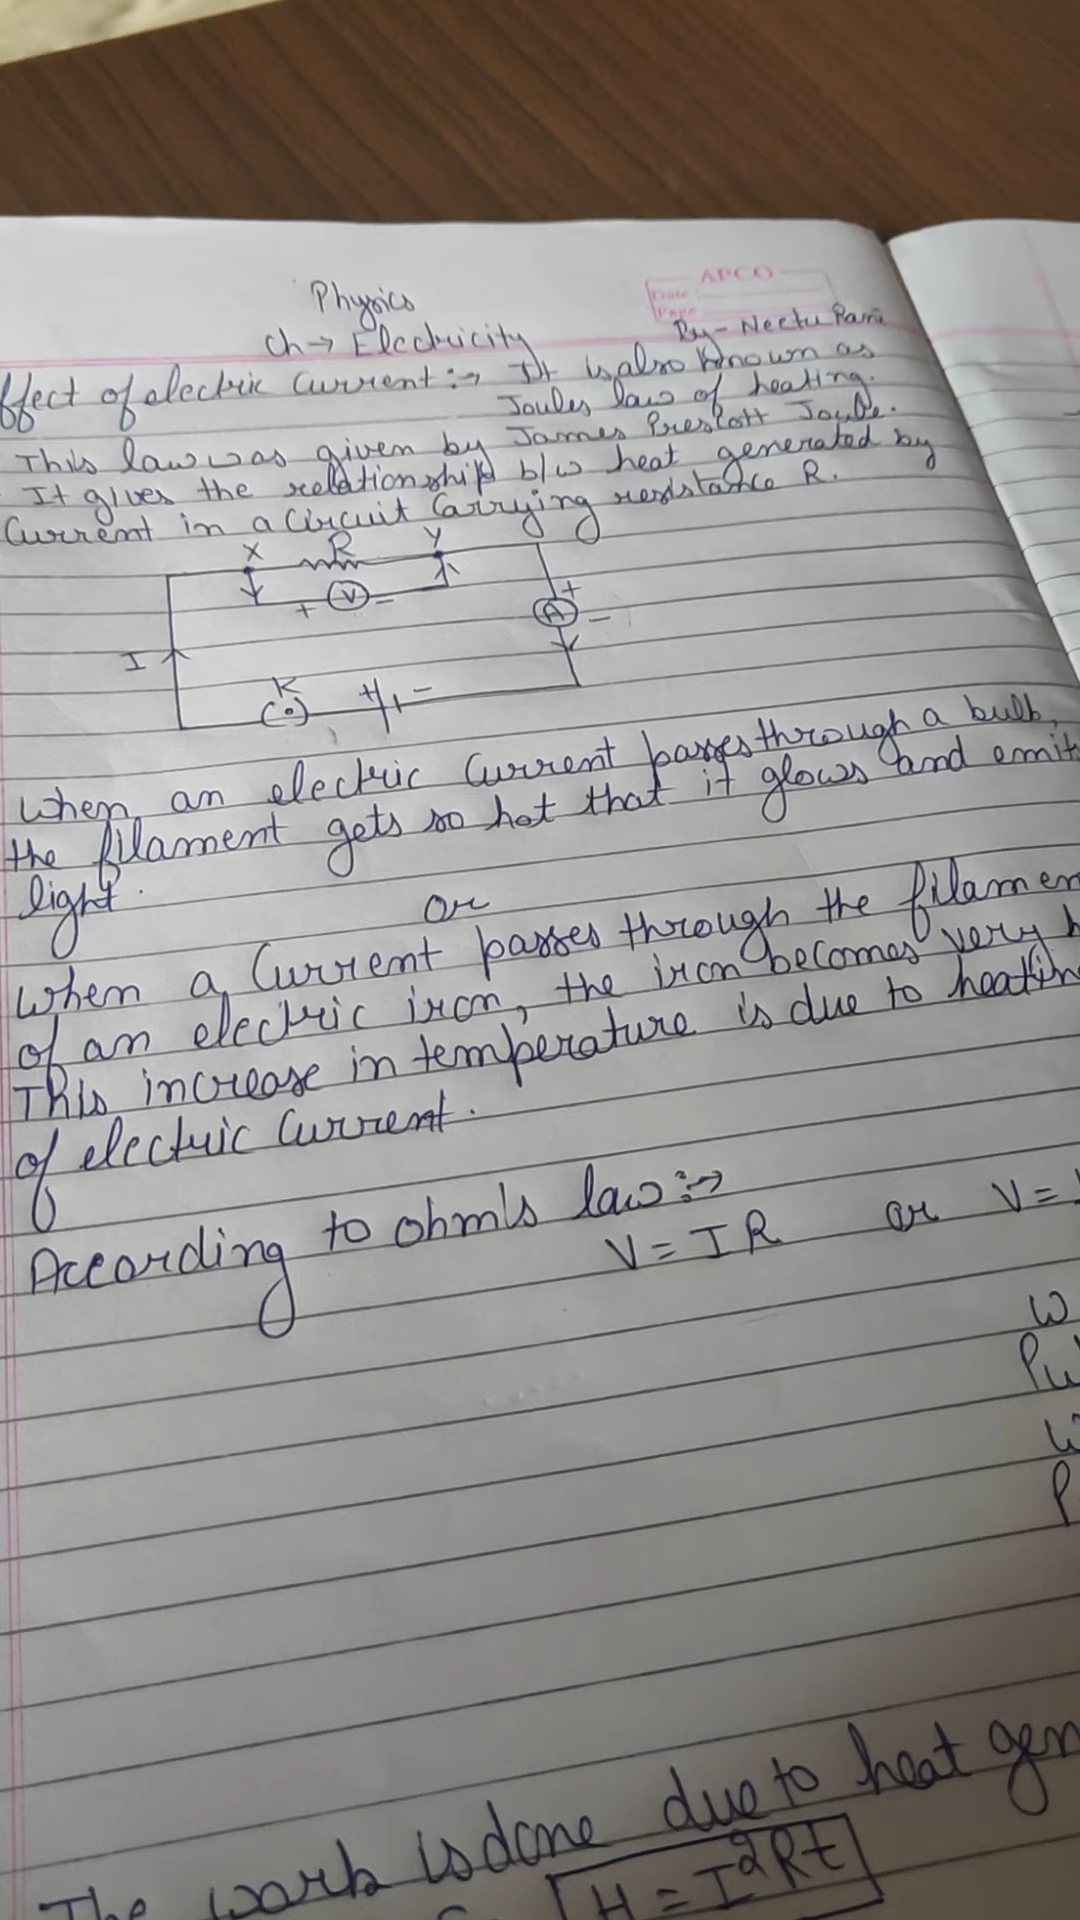 APCO
Date
Page
Physics
Ch → Electricity
By - Neetu Rani
ffect of electric Current :→ It is also known as
Joules law of heating.
This law was given by James Prescott Joule.
It gives the relationship b/w heat generated by
Current in a Circuit Carrying resistance R.
X R Y
+ V -
+
A -
I
K
+ -
When an electric Current passes through a bulb,
the filament gets so hot that it glows and emit
light.
or
When a Current passes through the filamen
of an electric iron, the iron becomes very h
This increase in temperature is due to heatin
of electric Current.
According to ohm's law :→
V = IR or V =
W
Pu
W
P
The work is done due to heat gen
H = I²Rt